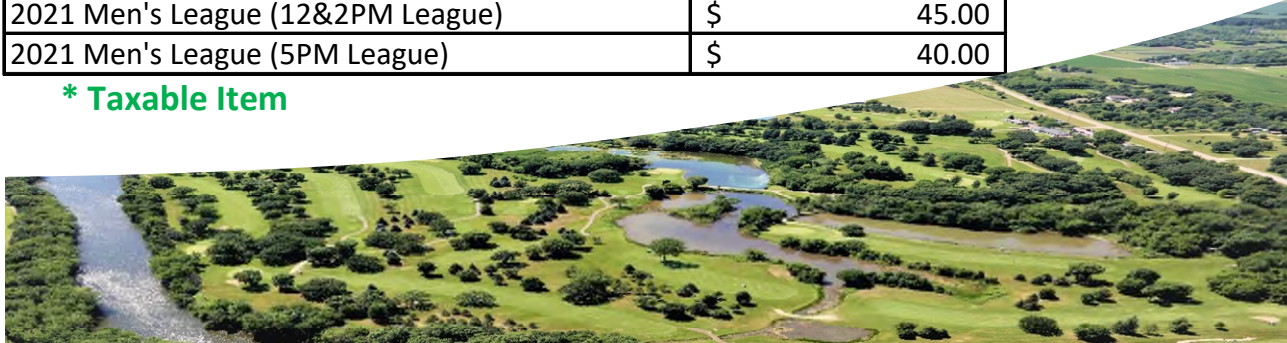 2021 Men's League (12&2PM League) $ 45.00
2021 Men's League (5PM League) $ 40.00
* Taxable Item